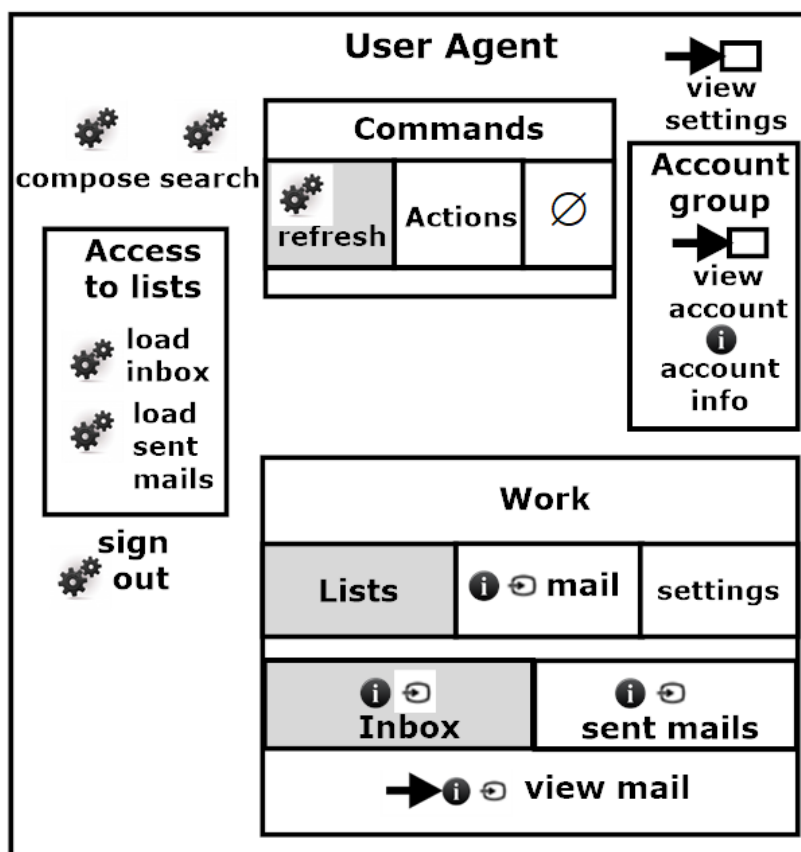 User Agent
view
settings
compose search
Commands
refresh
Actions
∅
Account
group
view
account
i
account
info
Access
to lists
load
inbox
load
sent
mails
sign
out
Work
Lists
i mail
settings
i
Inbox
i
sent mails
i view mail